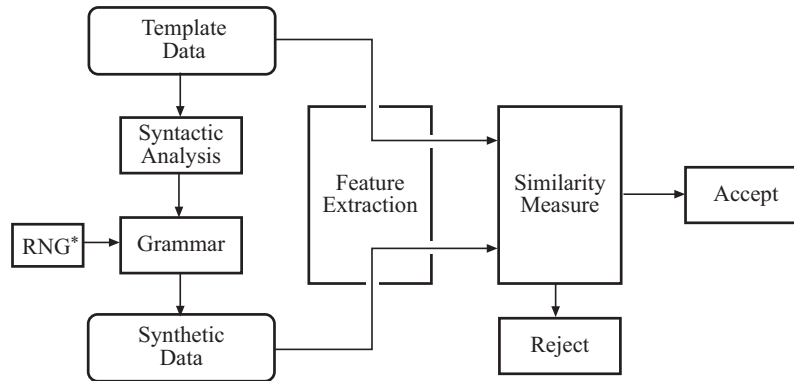 Template
Data
Syntactic
Analysis
Feature
Extraction
Similarity
Measure
Accept
RNG*
Grammar
Synthetic
Data
Reject